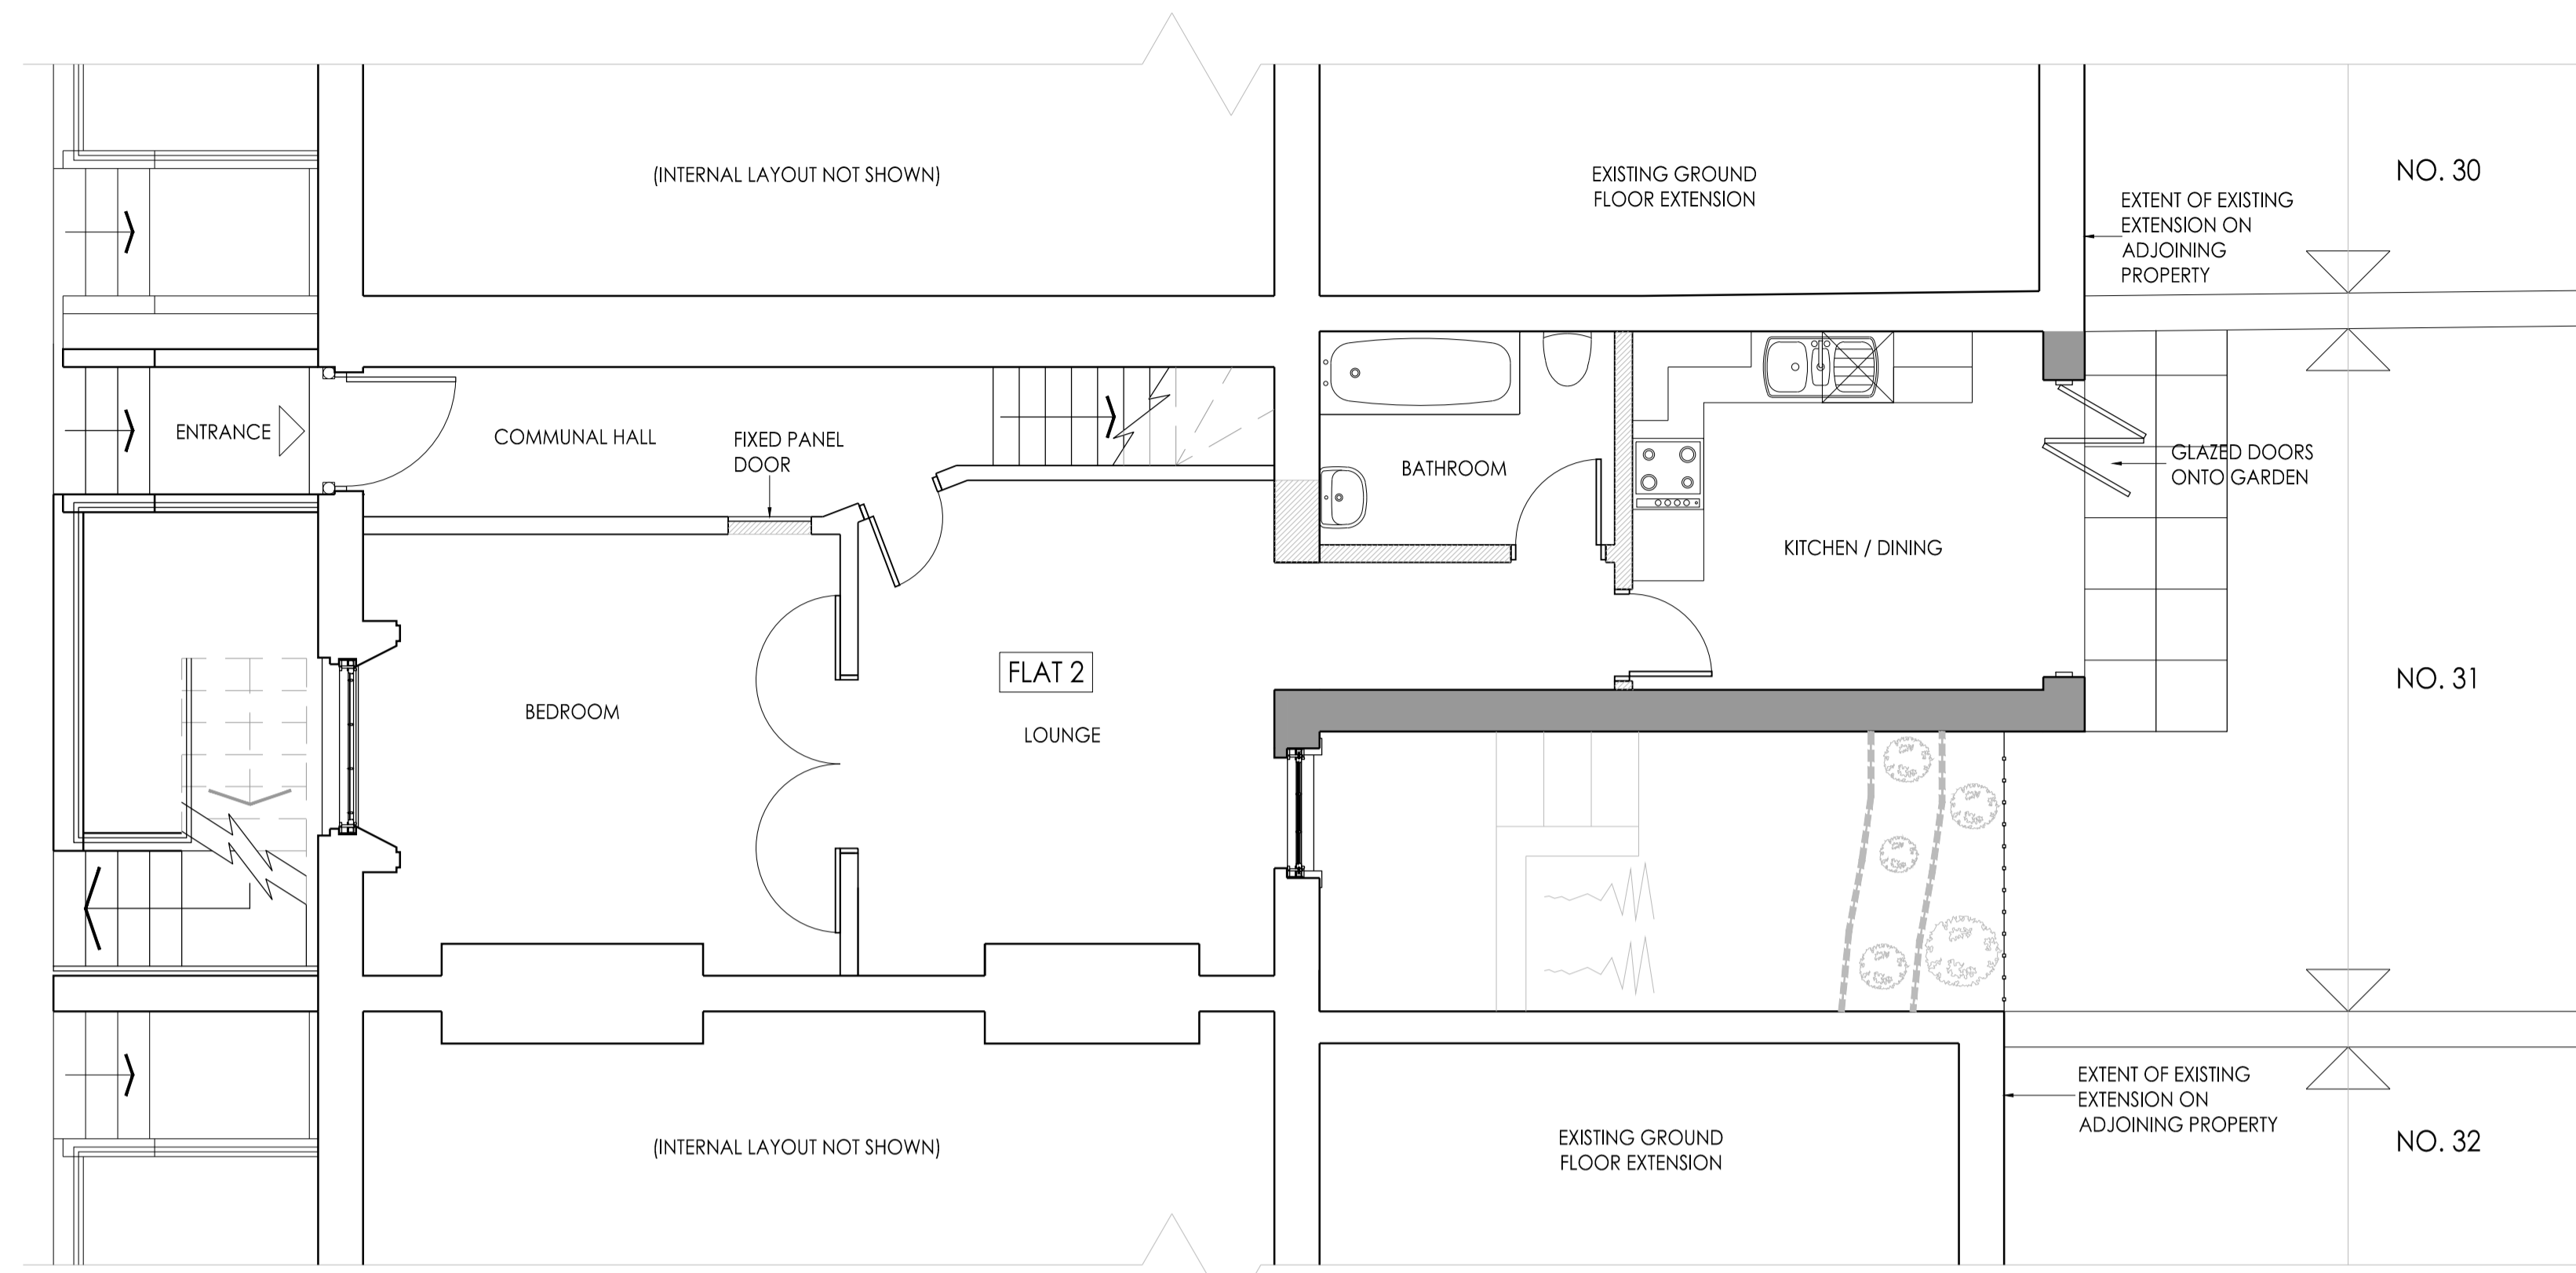 (INTERNAL LAYOUT NOT SHOWN)
EXISTING GROUND
FLOOR EXTENSION
NO. 30
EXTENT OF EXISTING
EXTENSION ON
ADJOINING
PROPERTY
ENTRANCE
COMMUNAL HALL
FIXED PANEL
DOOR
BATHROOM
GLAZED DOORS
ONTO GARDEN
KITCHEN / DINING
FLAT 2
BEDROOM
LOUNGE
NO. 31
EXTENT OF EXISTING
EXTENSION ON
ADJOINING PROPERTY
(INTERNAL LAYOUT NOT SHOWN)
EXISTING GROUND
FLOOR EXTENSION
NO. 32